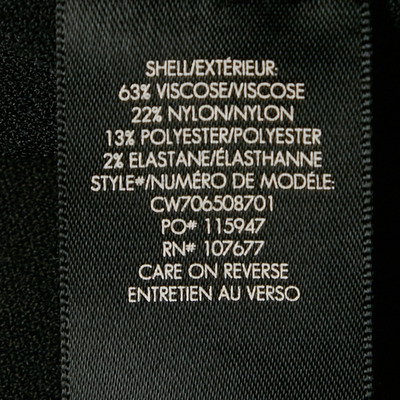 SHELL/EXTÉRIEUR:
63% VISCOSE/VISCOSE
22% NYLON/NYLON
13% POLYESTER/POLYESTER
2% ELASTANE/ÉLASTHANNE
STYLE#/NUMÉRO DE MODÉLE:
CW706508701
PO# 115947
RN# 107677
CARE ON REVERSE
ENTRETIEN AU VERSO